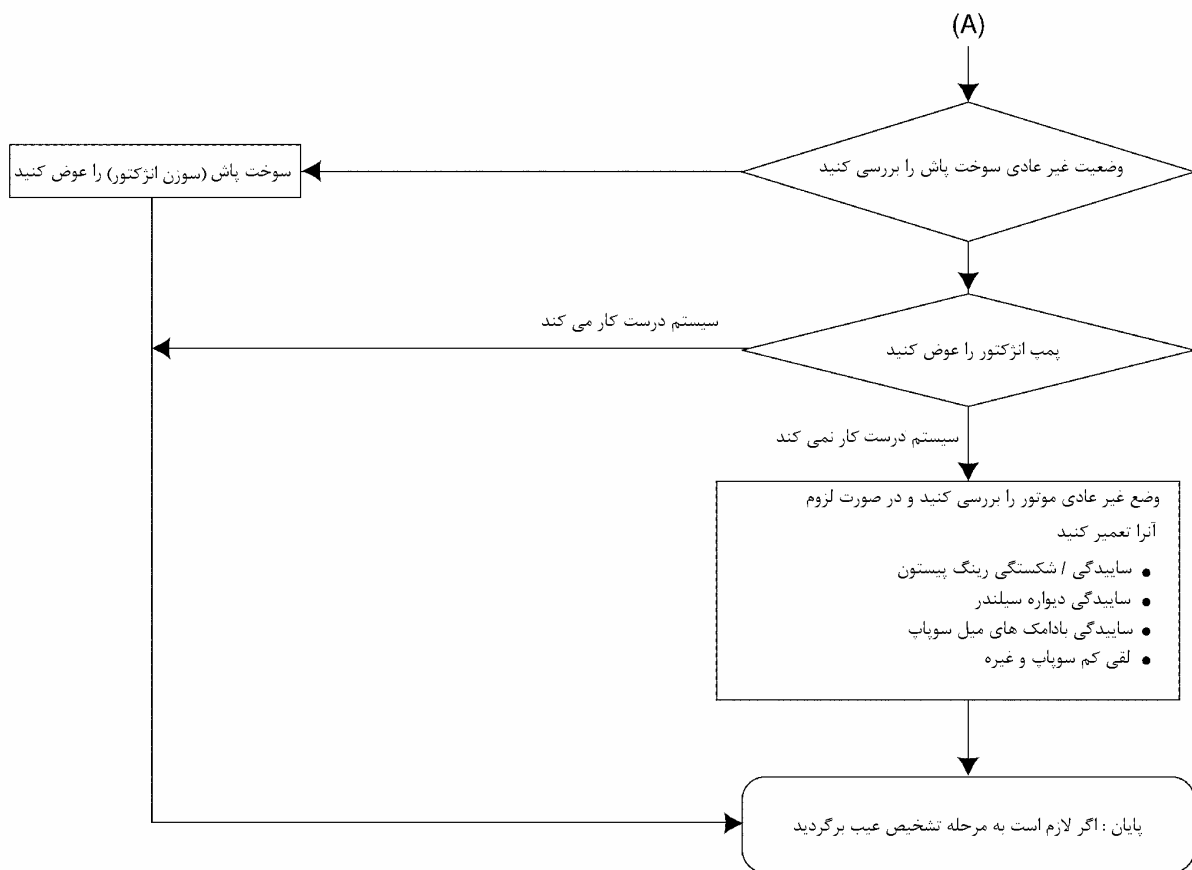 (A)
وضعیت غیر عادی سوخت پاش را بررسی کنید
سوخت پاش (سوزن انژکتور) را عوض کنید
سیستم درست کار می کند
پمپ انژکتور را عوض کنید
سیستم درست کار نمی کند
وضع غیر عادی موتور را بررسی کنید و در صورت لزوم
آنرا تعمیر کنید
● ساییدگی / شکستگی رینگ پیستون
● ساییدگی دیواره سیلندر
● ساییدگی بادامک های میل سوپاپ
● لقی کم سوپاپ و غیره
پایان : اگر لازم است به مرحله تشخیص عیب برگردید